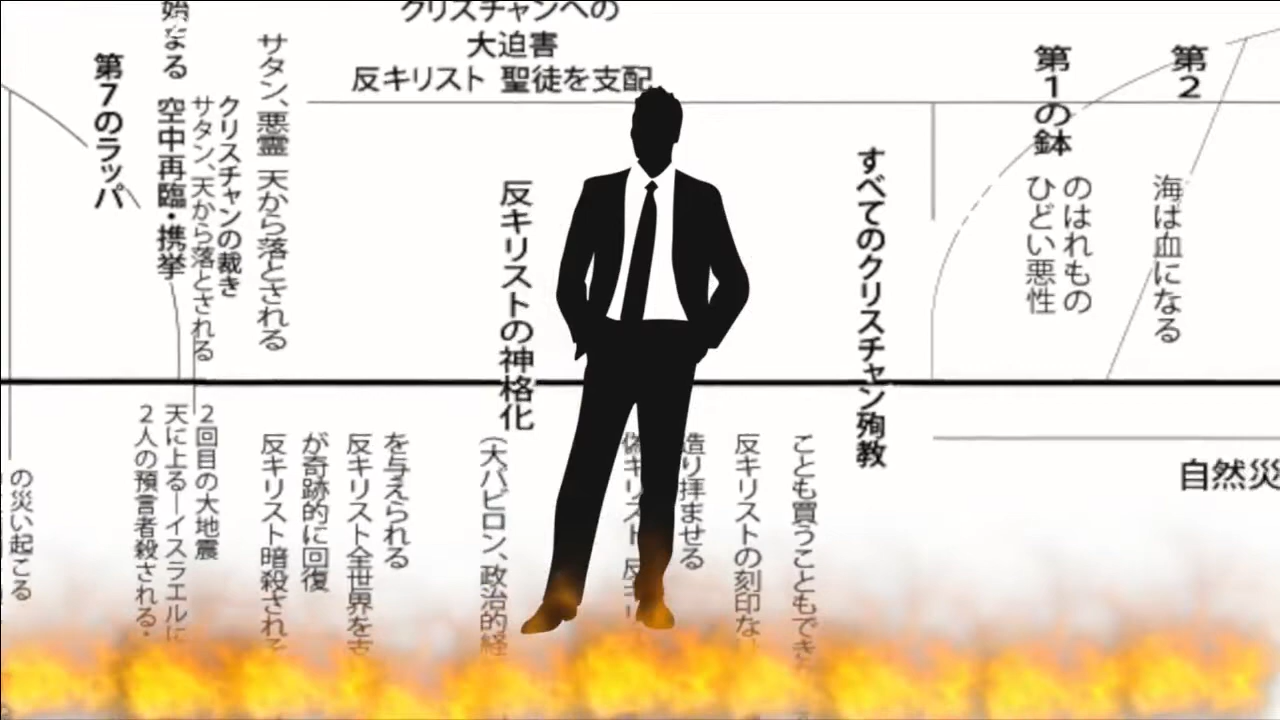 クリスチャンへの
大迫害
反キリスト 聖徒を支配
第2
海は血になる
第1の鉢
のはれもの
ひどい悪性
すべてのクリスチャン殉教
反キリストの神格化
サタン、悪霊 天から落とされる
クリスチャンの裁き
サタン、天から落とされる
始まる 空中再臨・携挙
第7のラッパ
自然災
ことも買うこともでき
反キリストの刻印な
造り拝ませる
偽キリスト 反
(大バビロン、政治的経
を与えられる
反キリスト全世界を支
が奇跡的に回復
反キリスト暗殺される
2回目の大地震
天に上る―イスラエルに
2人の預言者殺される・
の災い起こる